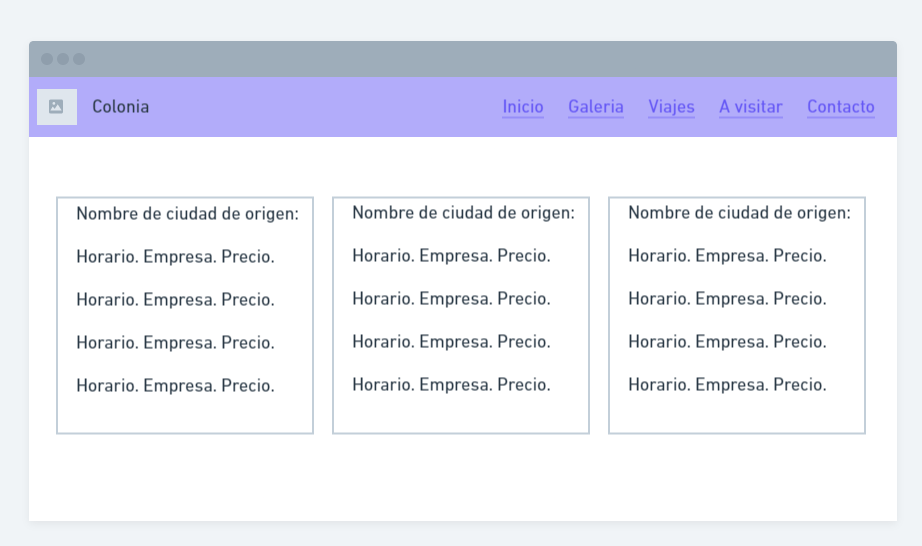 Colonia Inicio Galeria Viajes A visitar Contacto
Nombre de ciudad de origen:
Horario. Empresa. Precio.
Horario. Empresa. Precio.
Horario. Empresa. Precio.
Horario. Empresa. Precio.
Nombre de ciudad de origen:
Horario. Empresa. Precio.
Horario. Empresa. Precio.
Horario. Empresa. Precio.
Horario. Empresa. Precio.
Nombre de ciudad de origen:
Horario. Empresa. Precio.
Horario. Empresa. Precio.
Horario. Empresa. Precio.
Horario. Empresa. Precio.